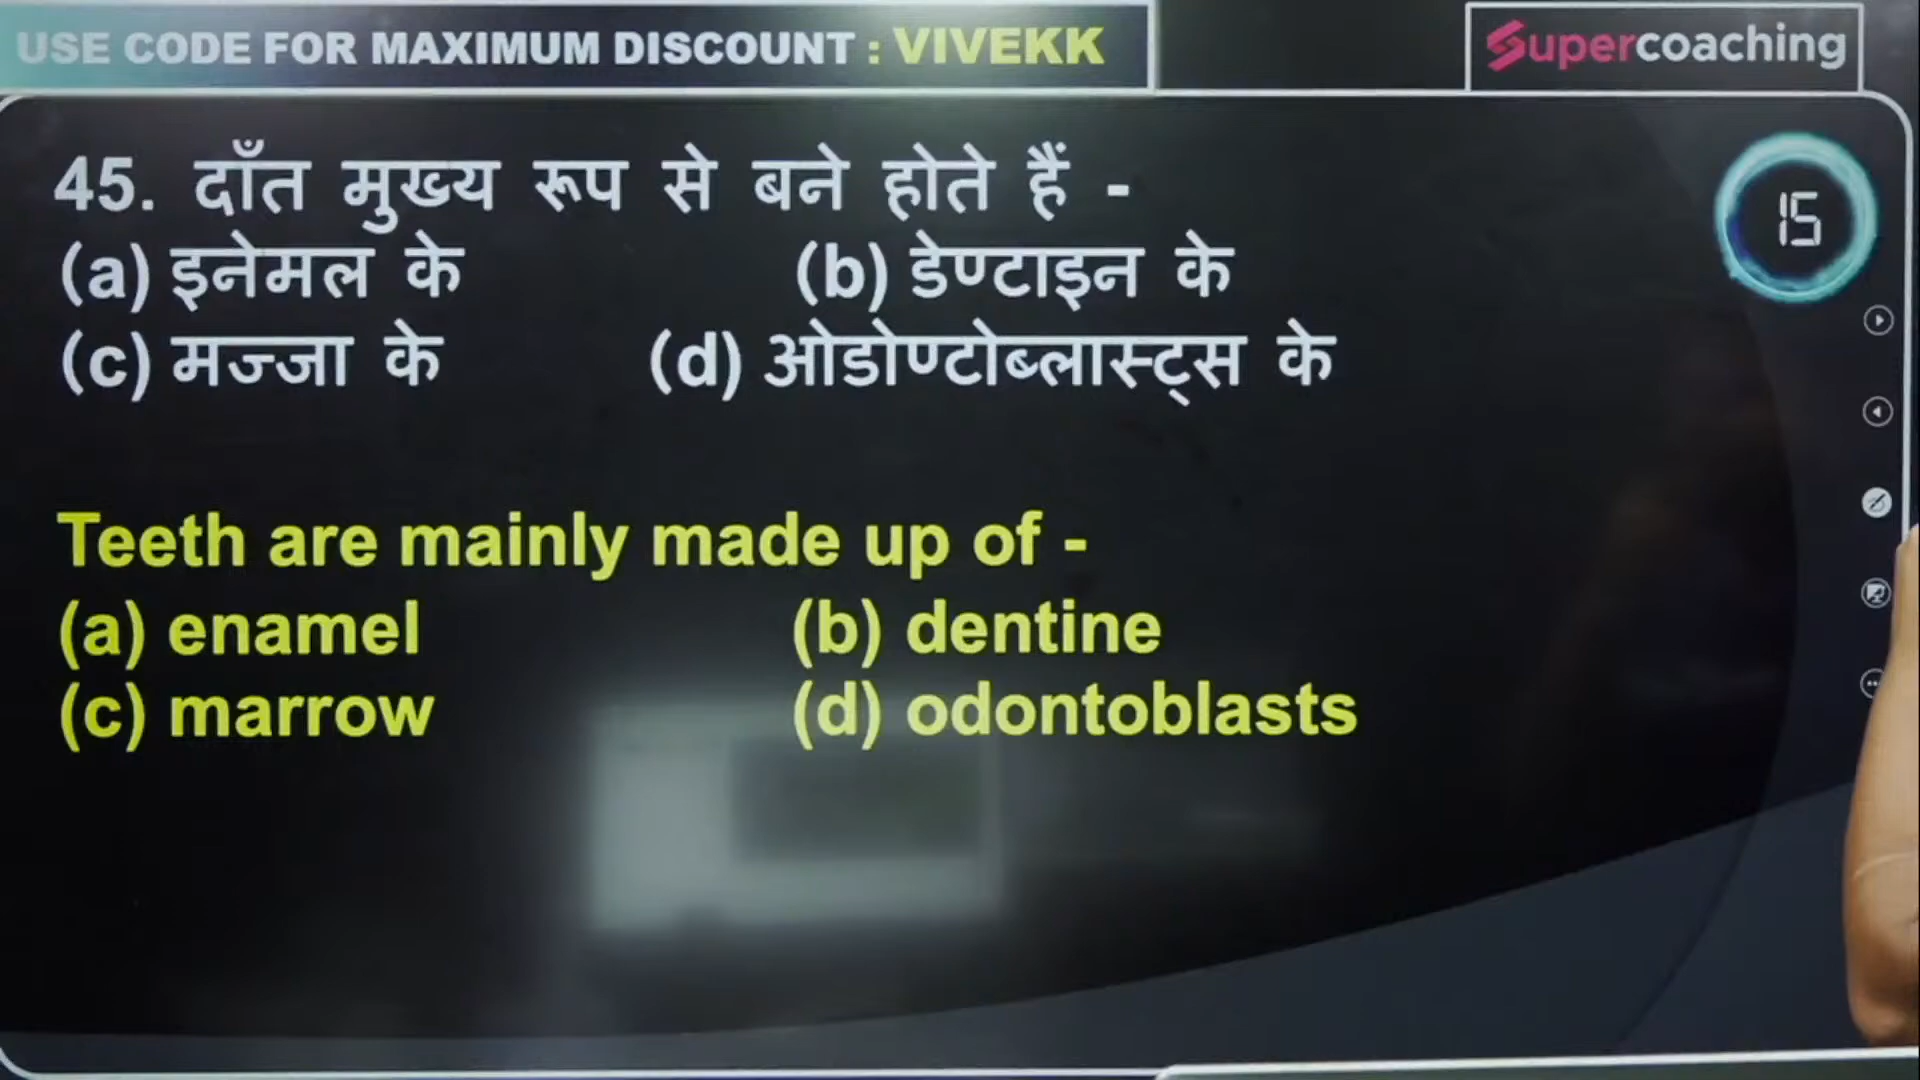 USE CODE FOR MAXIMUM DISCOUNT : VIVEKK
Supercoaching
15
45. दाँत मुख्य रूप से बने होते हैं -
(a) इनेमल के (b) डेण्टाइन के
(c) मज्जा के (d) ओडोण्टोब्लास्ट्स के
Teeth are mainly made up of -
(a) enamel (b) dentine
(c) marrow (d) odontoblasts